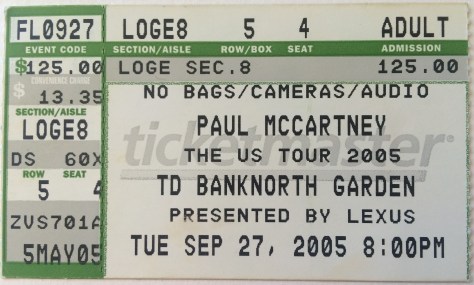 FL0927 LOGE8 5 4 ADULT
EVENT CODE SECTION/AISLE ROW/BOX SEAT ADMISSION
$125.00 LOGE SEC.8 125.00
CONVENIENCE CHARGE
$ 13.35
NO BAGS/CAMERAS/AUDIO
SECTION/AISLE
LOGE8
PAUL MCCARTNEY
ticketmaster
DS 60X
THE US TOUR 2005
ROW SEAT
5 4
TD BANKNORTH GARDEN
ZVS701A
PRESENTED BY LEXUS
5MAY05
TUE SEP 27, 2005 8:00PM